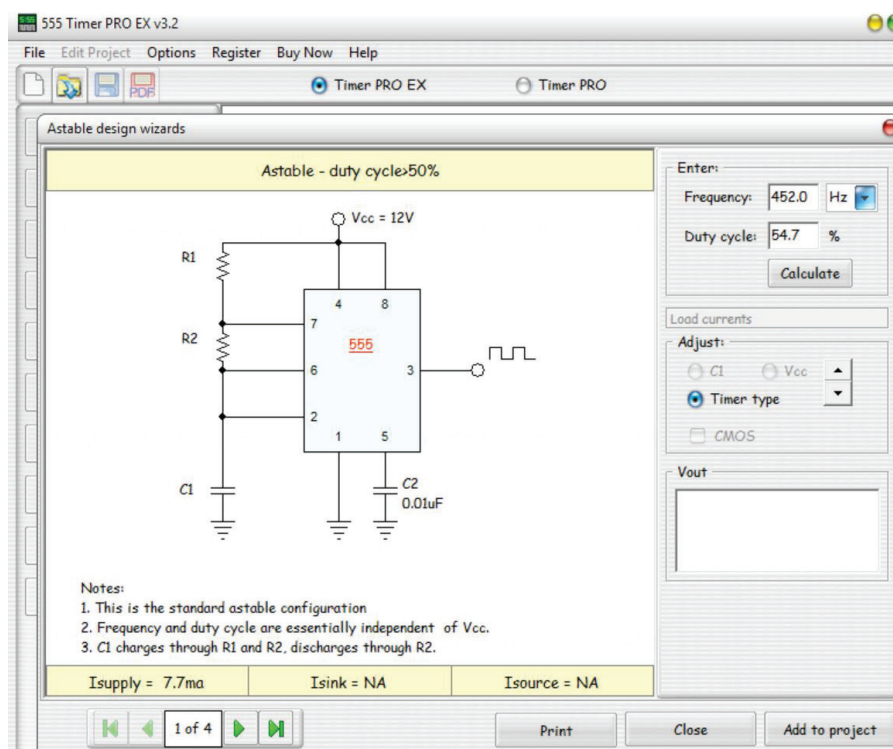 555 Timer PRO EX v3.2
File Edit Project Options Register Buy Now Help
PDF Timer PRO EX Timer PRO
Astable design wizards
Astable - duty cycle>50%
Vcc = 12V
R1
4 8
7
R2
555
6 3
2
1 5
C1
C2
0.01uF
Notes:
1. This is the standard astable configuration
2. Frequency and duty cycle are essentially independent of Vcc.
3. C1 charges through R1 and R2, discharges through R2.
Isupply = 7.7ma Isink = NA Isource = NA
1 of 4
Enter:
Frequency: 452.0 Hz
Duty cycle: 54.7 %
Calculate
Load currents
Adjust:
C1 Vcc
Timer type
CMOS
Vout
Print Close Add to project